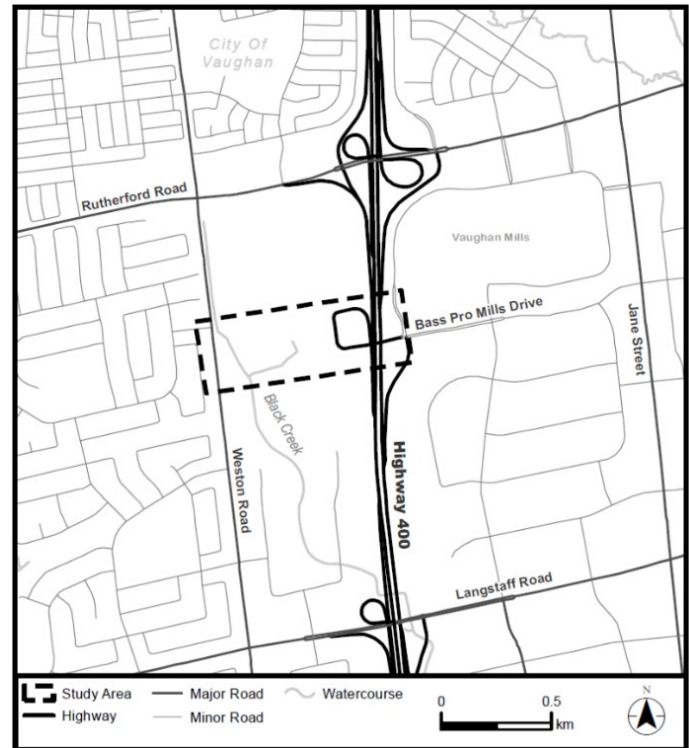 City Of
Vaughan
Rutherford Road
Vaughan Mills
Bass Pro Mills Drive
Jane Street
Black Creek
Weston Road
Highway 400
Langstaff Road
Study Area
Major Road
Watercourse
Highway
Minor Road
0
0.5
km
N